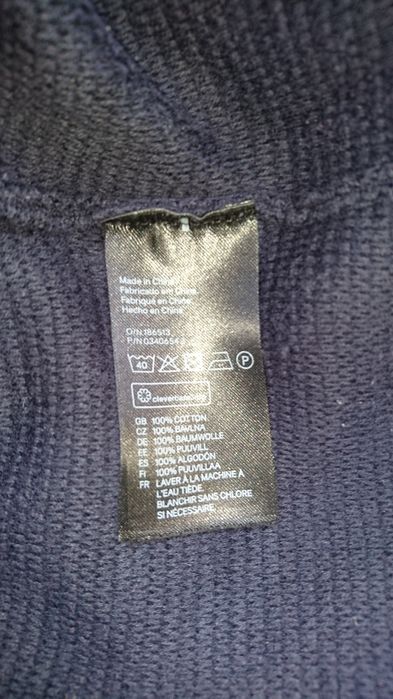 Made in China
Fabricado em China
Fabriqué en Chine
Hecho en China
O/N 186513
P/N 0340654
40 P
GB 100% COTTON
CZ 100% BAVLNA
DE 100% BAUMWOLLE
EE 100% PUUVILL
ES 100% ALGODÓN
FI 100% PUUVILLAA
FR LAVER À LA MACHINE À
L'EAU TIÈDE.
BLANCHIR SANS CHLORE
SI NÉCESSAIRE.